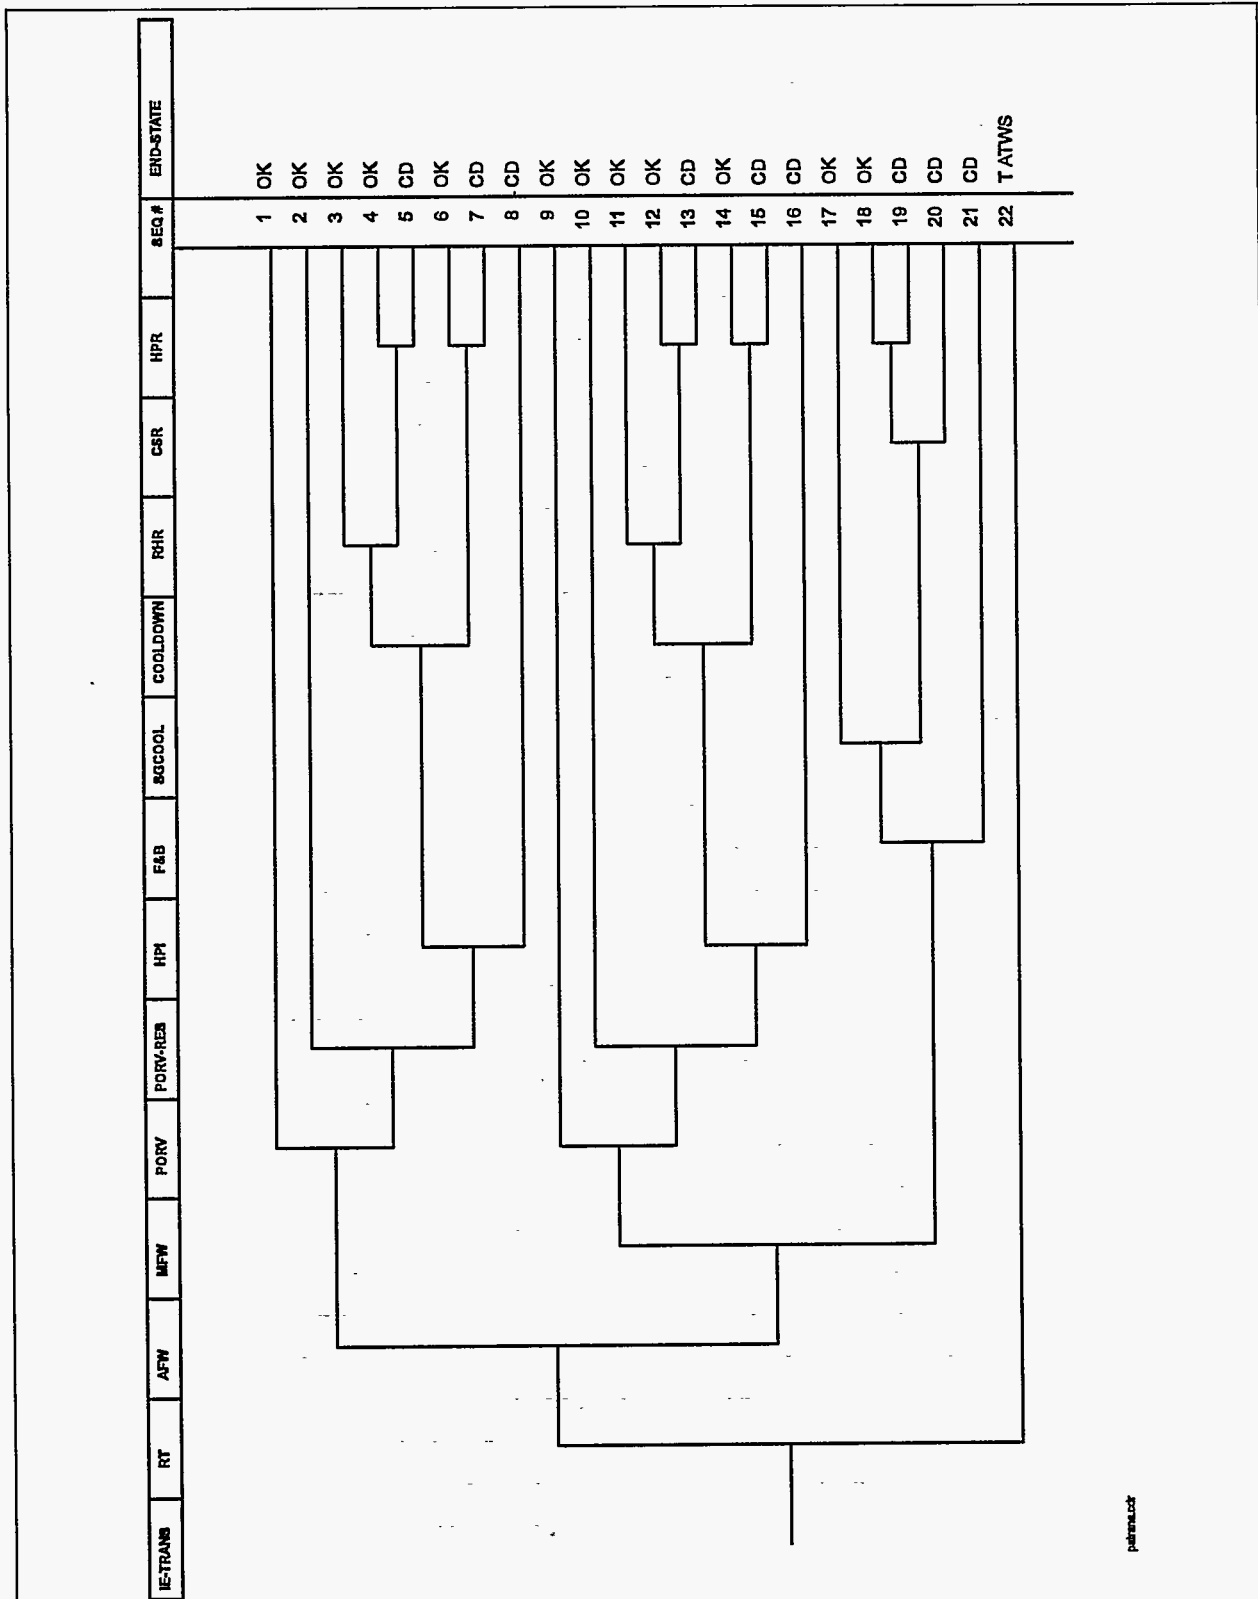 IE-TRANS RT AFW MFW PORV PORV-RES HPI F&B SGCOOL COOLDOWN RHR CSR HPR SEQ # END-STATE
1 OK
2 OK
3 OK
4 OK
5 CD
6 OK
7 CD
8 CD
9 OK
10 OK
11 OK
12 OK
13 CD
14 OK
15 CD
16 CD
17 OK
18 OK
19 CD
20 CD
21 CD
22 T ATWS